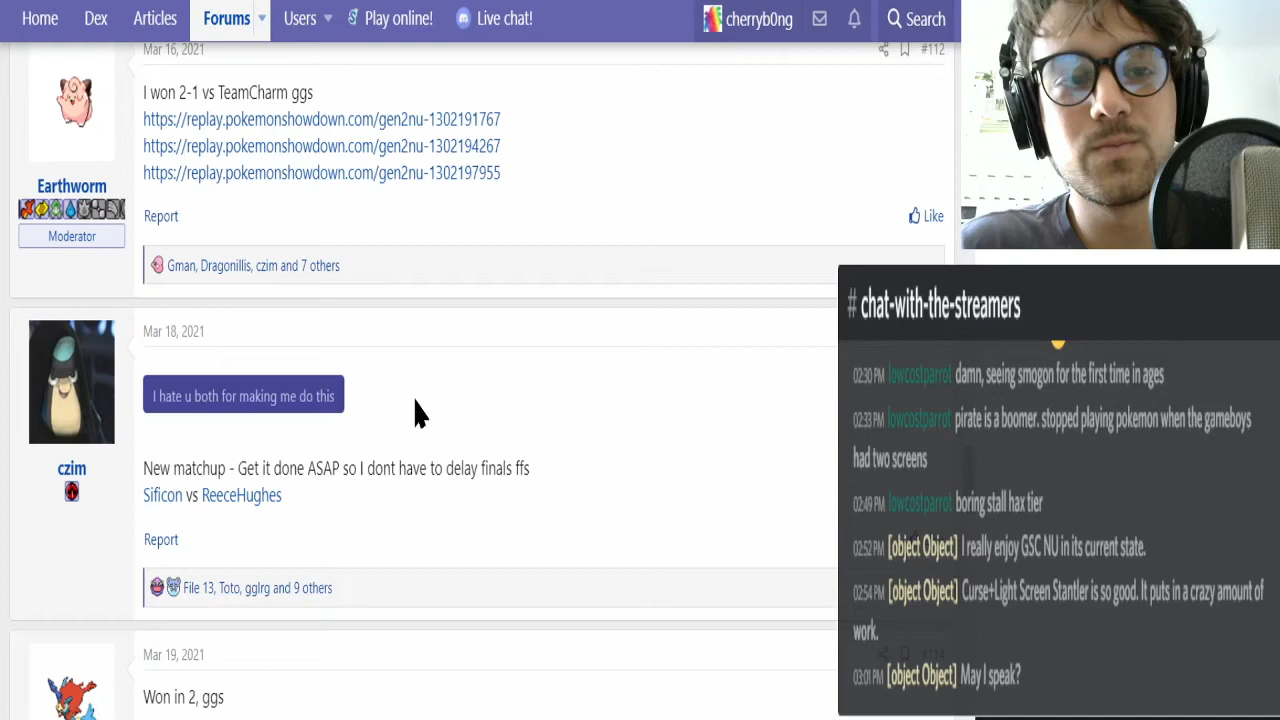 Home Dex Articles Forums Users Play online! Live chat! cherryb0ng Search
Mar 16, 2021 #112
I won 2-1 vs TeamCharm ggs
https://replay.pokemonshowdown.com/gen2nu-1302191767
https://replay.pokemonshowdown.com/gen2nu-1302194267
https://replay.pokemonshowdown.com/gen2nu-1302197955
Earthworm
Moderator
Report Like
Gman, Dragonillis, czim and 7 others
Mar 18, 2021
I hate u both for making me do this
czim
New matchup - Get it done ASAP so I dont have to delay finals ffs
Sificon vs ReeceHughes
Report
File 13, Toto, gglrg and 9 others
Mar 19, 2021 #114
Won in 2, ggs
# chat-with-the-streamers
02:30 PM lowcostparrot damn, seeing smogon for the first time in ages
02:33 PM lowcostparrot pirate is a boomer. stopped playing pokemon when the gameboys
had two screens
02:49 PM lowcostparrot boring stall hax tier
02:52 PM [object Object] I really enjoy GSC NU in its current state.
02:54 PM [object Object] Curse+Light Screen Stantler is so good. It puts in a crazy amount of
work.
03:01 PM [object Object] May I speak?